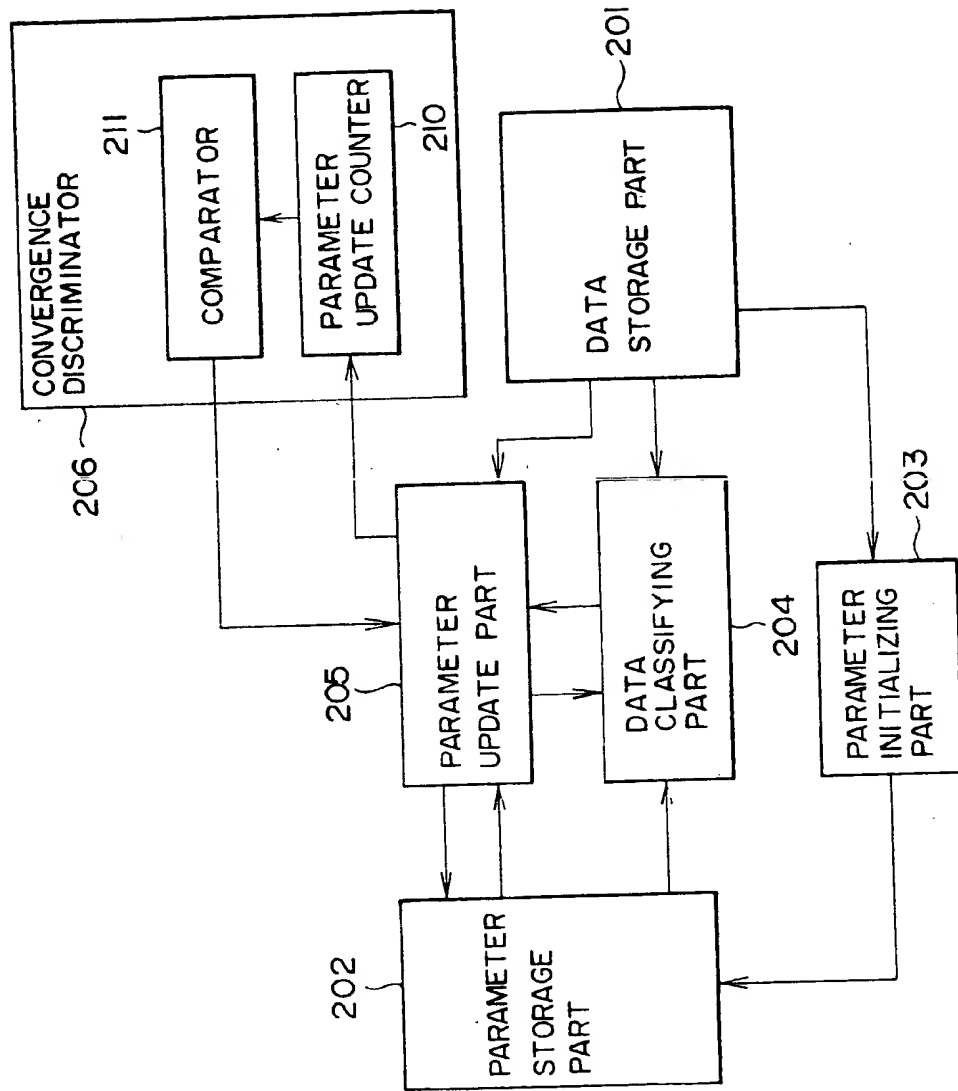 CONVERGENCE
DISCRIMINATOR
206
211
COMPARATOR
PARAMETER
UPDATE COUNTER
210
205
PARAMETER
UPDATE PART
201
DATA
STORAGE PART
202
PARAMETER
STORAGE
PART
DATA
CLASSIFYING
PART
204
PARAMETER
INITIALIZING
PART
203